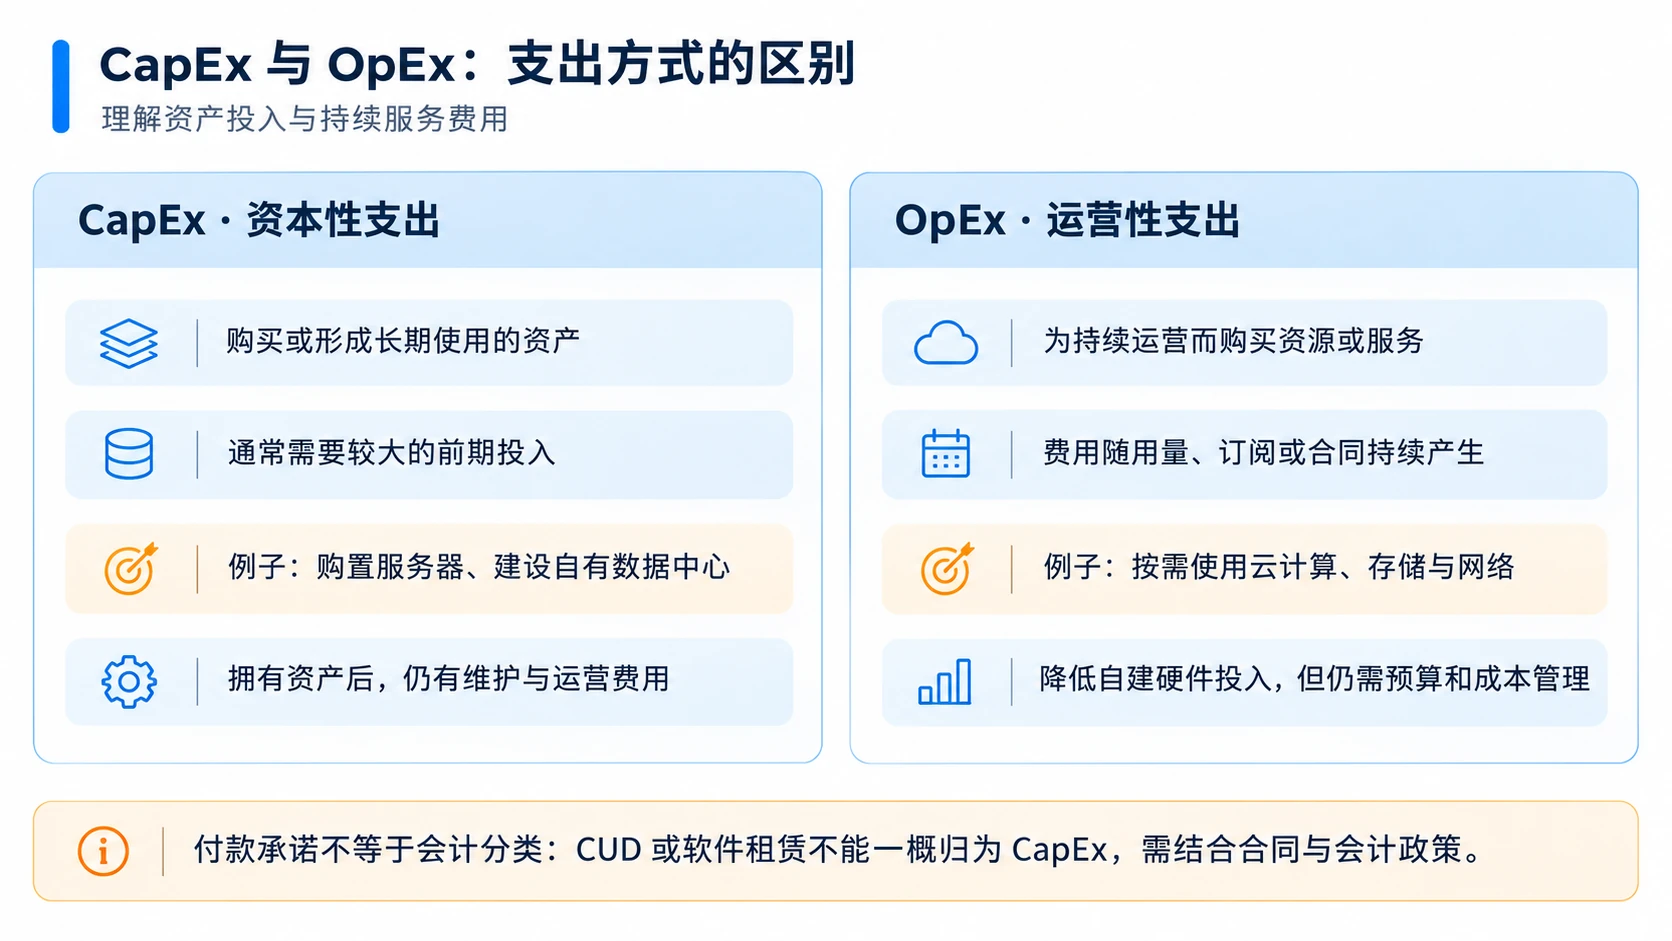 CapEx 与 OpEx：支出方式的区别
理解资产投入与持续服务费用
CapEx · 资本性支出
购买或形成长期使用的资产
通常需要较大的前期投入
例子：购置服务器、建设自有数据中心
拥有资产后，仍有维护与运营费用
OpEx · 运营性支出
为持续运营而购买资源或服务
费用随用量、订阅或合同持续产生
例子：按需使用云计算、存储与网络
降低自建硬件投入，但仍需预算和成本管理
付款承诺不等于会计分类：CUD 或软件租赁不能一概归为 CapEx，需结合合同与会计政策。